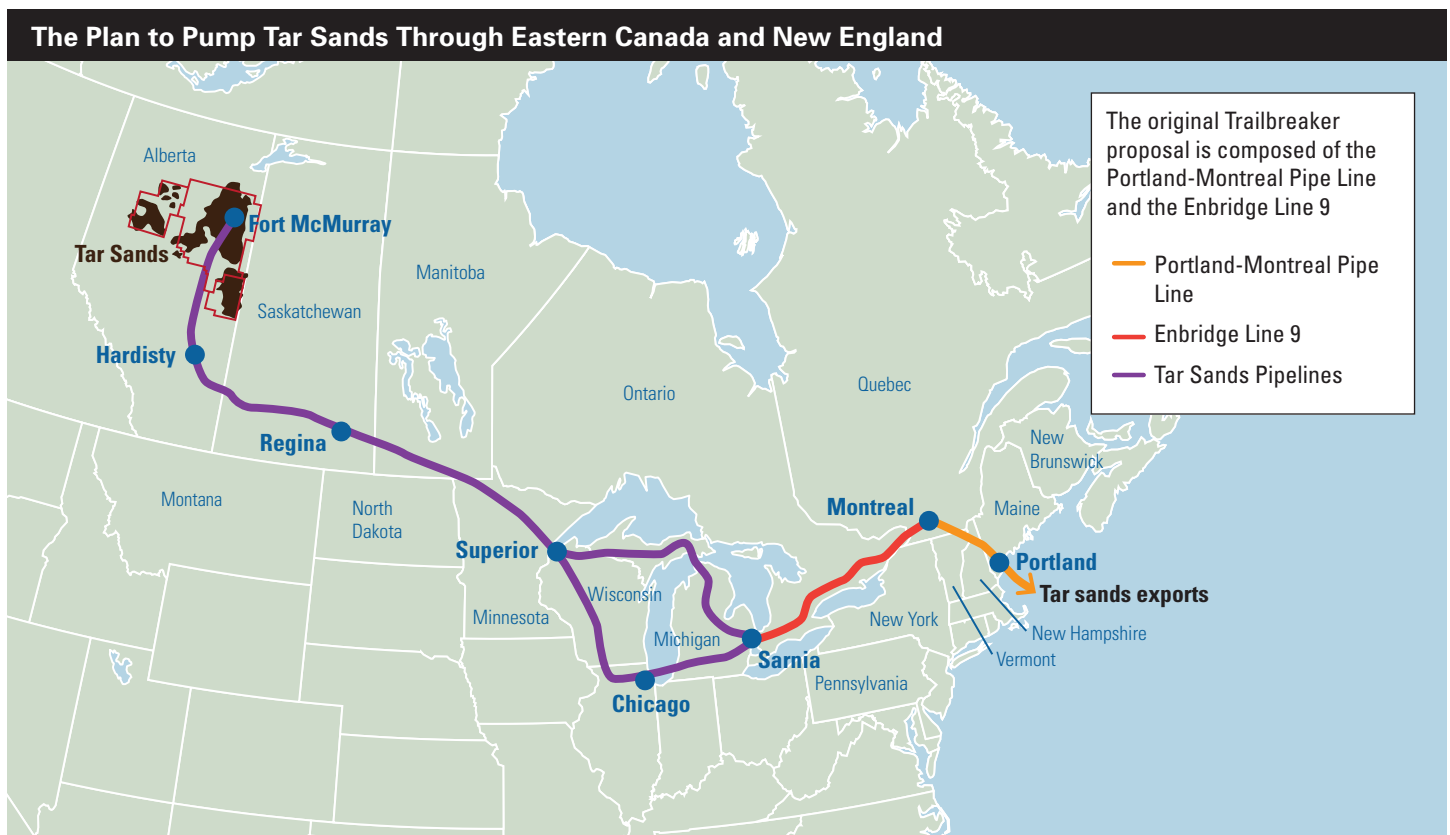 The Plan to Pump Tar Sands Through Eastern Canada and New England
The original Trailbreaker
proposal is composed of the
Portland-Montreal Pipe Line
and the Enbridge Line 9
Portland-Montreal Pipe
Line
Enbridge Line 9
Tar Sands Pipelines
Alberta
Fort McMurray
Tar Sands
Manitoba
Saskatchewan
Hardisty
Ontario
Quebec
Regina
New
Brunswick
Montana
North
Dakota
Montreal
Maine
Superior
Portland
Tar sands exports
Wisconsin
Minnesota
New York
New Hampshire
Michigan
Sarnia
Vermont
Pennsylvania
Chicago